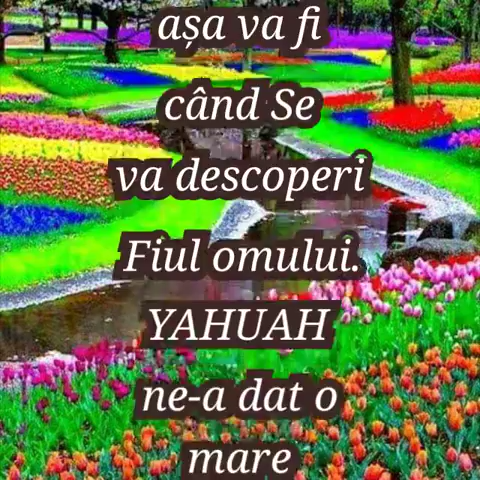 așa va fi
când Se
va descoperi
Fiul omului.
YAHUAH
ne-a dat o
mare